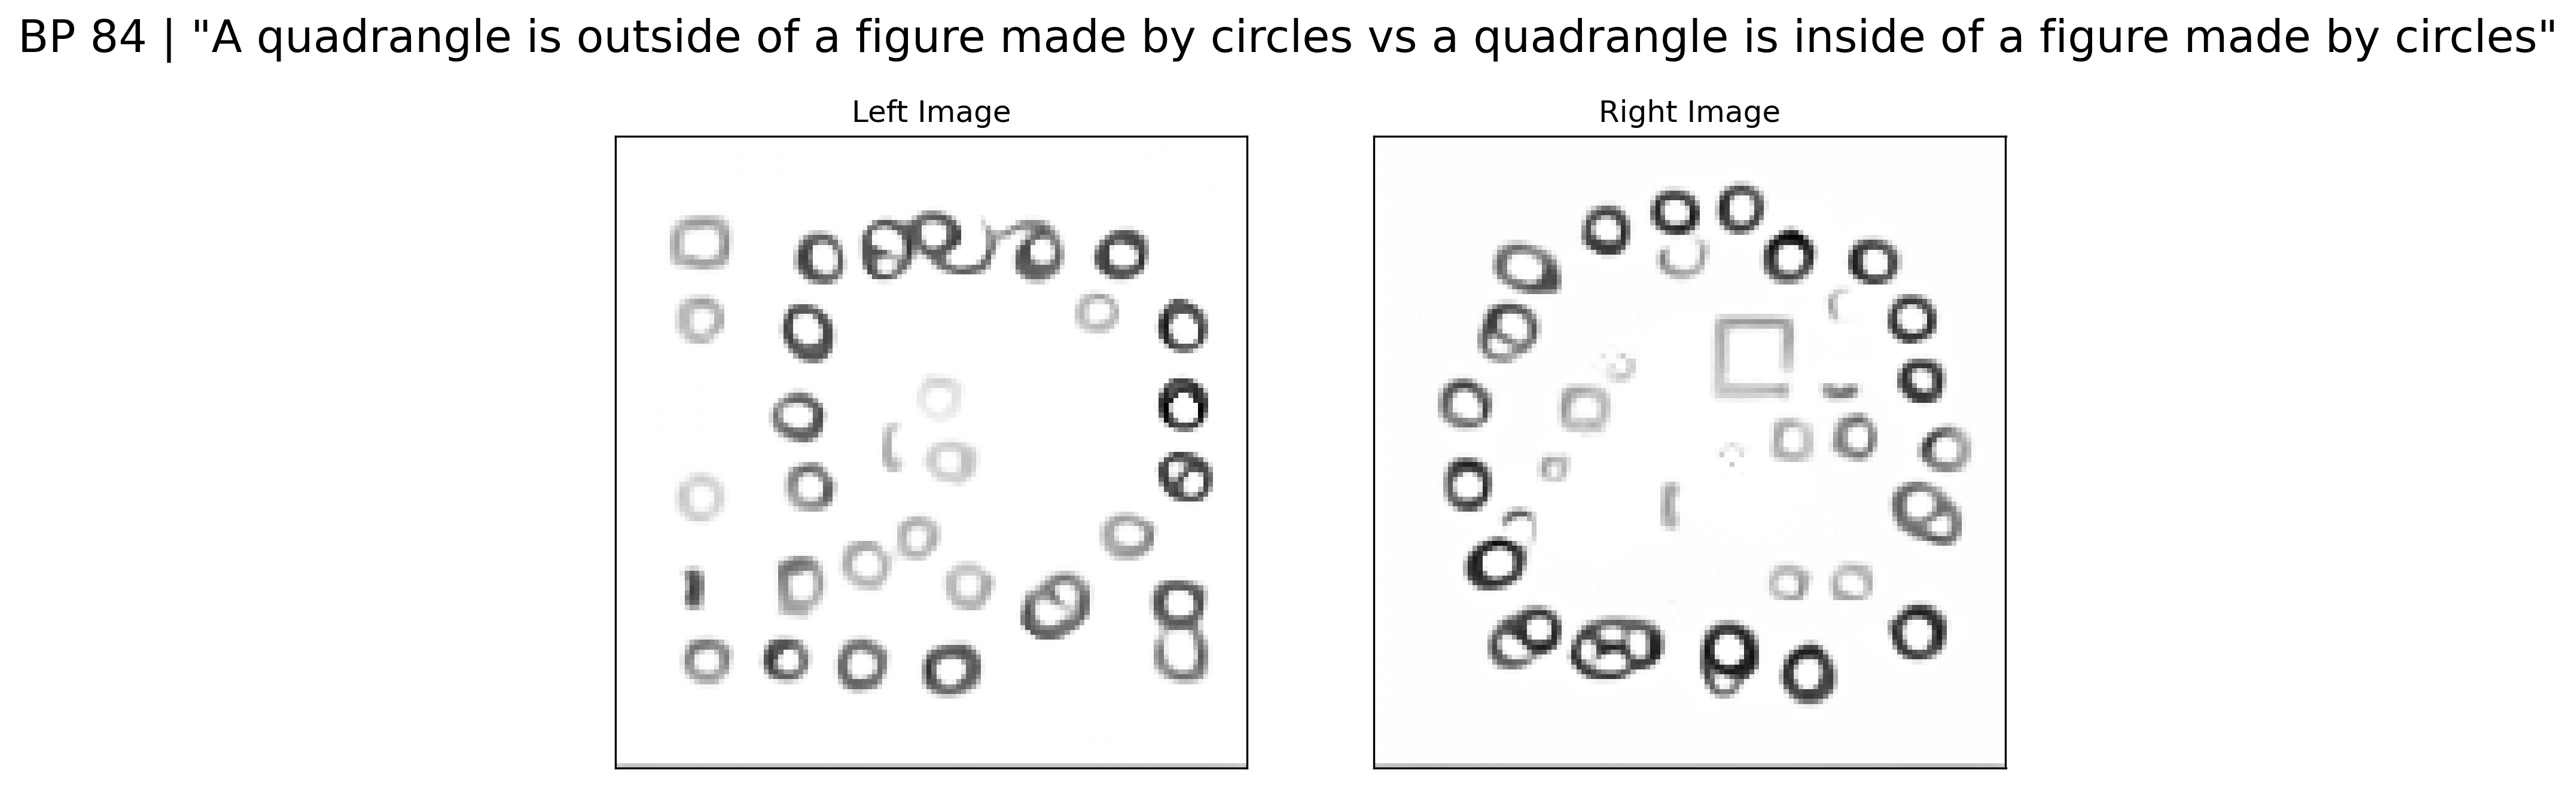 BP 84 | "A quadrangle is outside of a figure made by circles vs a quadrangle is inside of a figure made by circles"
Left Image
Right Image